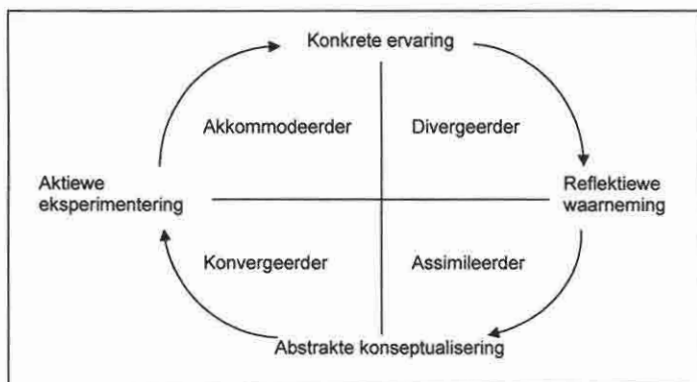 Konkrete ervaring
Akkommodeerder
Divergeerder
Aktiewe
eksperimentering
Reflektiewe
waarneming
Konvergeerder
Assimileerder
Abstrakte konseptualisering